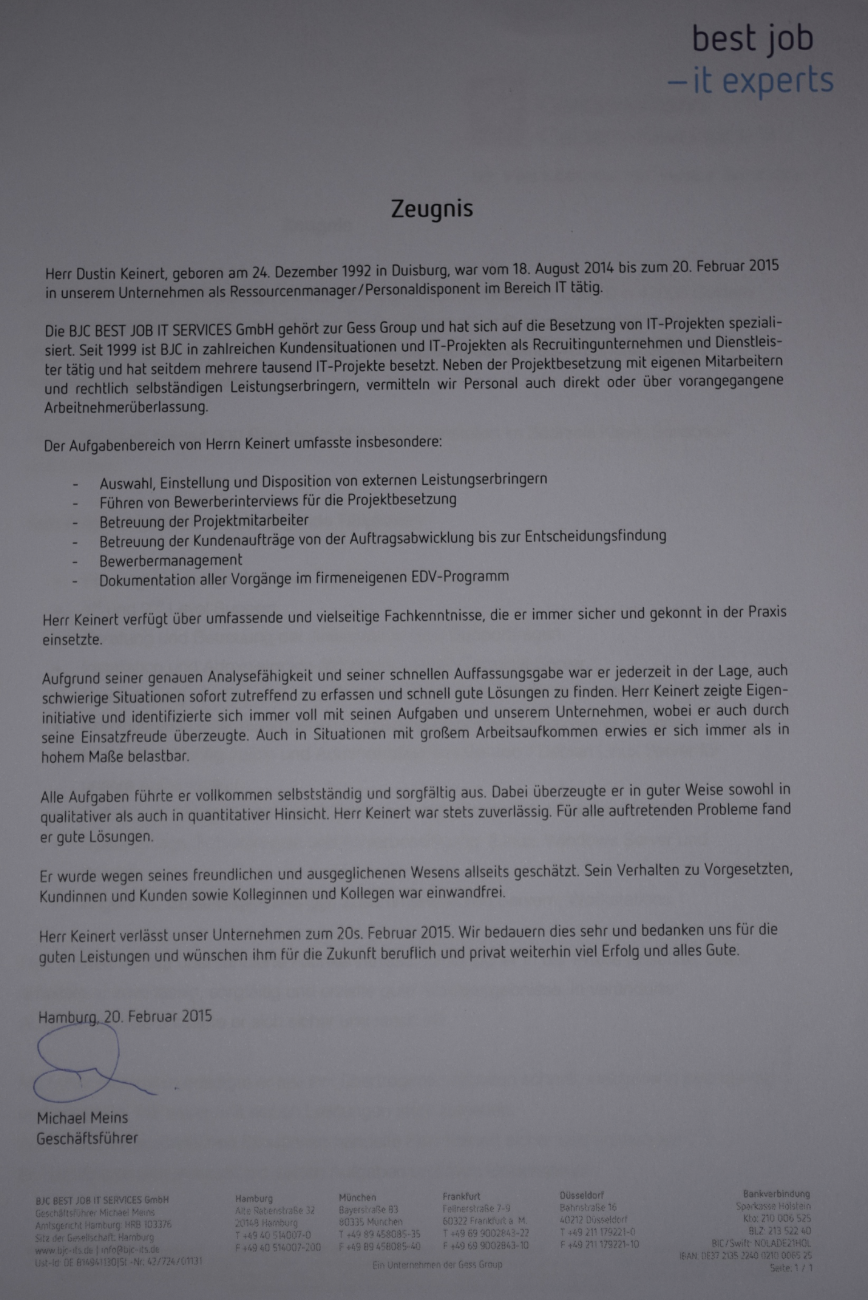 best job
– it experts
Zeugnis
Herr Dustin Keinert, geboren am 24. Dezember 1992 in Duisburg, war vom 18. August 2014 bis zum 20. Februar 2015
in unserem Unternehmen als Ressourcenmanager/Personaldisponent im Bereich IT tätig.
Die BJC BEST JOB IT SERVICES GmbH gehört zur Gess Group und hat sich auf die Besetzung von IT-Projekten speziali-
siert. Seit 1999 ist BJC in zahlreichen Kundensituationen und IT-Projekten als Recruitingunternehmen und Dienstleis-
ter tätig und hat seitdem mehrere tausend IT-Projekte besetzt. Neben der Projektbesetzung mit eigenen Mitarbeitern
und rechtlich selbständigen Leistungserbringern, vermitteln wir Personal auch direkt oder über vorangegangene
Arbeitnehmerüberlassung.
Der Aufgabenbereich von Herrn Keinert umfasste insbesondere:
- Auswahl, Einstellung und Disposition von externen Leistungserbringern
- Führen von Bewerberinterviews für die Projektbesetzung
- Betreuung der Projektmitarbeiter
- Betreuung der Kundenaufträge von der Auftragsabwicklung bis zur Entscheidungsfindung
- Bewerbermanagement
- Dokumentation aller Vorgänge im firmeneigenen EDV-Programm
Herr Keinert verfügt über umfassende und vielseitige Fachkenntnisse, die er immer sicher und gekonnt in der Praxis
einsetzte.
Aufgrund seiner genauen Analysefähigkeit und seiner schnellen Auffassungsgabe war er jederzeit in der Lage, auch
schwierige Situationen sofort zutreffend zu erfassen und schnell gute Lösungen zu finden. Herr Keinert zeigte Eigen-
initiative und identifizierte sich immer voll mit seinen Aufgaben und unserem Unternehmen, wobei er auch durch
seine Einsatzfreude überzeugte. Auch in Situationen mit großem Arbeitsaufkommen erwies er sich immer als in
hohem Maße belastbar.
Alle Aufgaben führte er vollkommen selbstständig und sorgfältig aus. Dabei überzeugte er in guter Weise sowohl in
qualitativer als auch in quantitativer Hinsicht. Herr Keinert war stets zuverlässig. Für alle auftretenden Probleme fand
er gute Lösungen.
Er wurde wegen seines freundlichen und ausgeglichenen Wesens allseits geschätzt. Sein Verhalten zu Vorgesetzten,
Kundinnen und Kunden sowie Kolleginnen und Kollegen war einwandfrei.
Herr Keinert verlässt unser Unternehmen zum 20s. Februar 2015. Wir bedauern dies sehr und bedanken uns für die
guten Leistungen und wünschen ihm für die Zukunft beruflich und privat weiterhin viel Erfolg und alles Gute.
Hamburg, 20. Februar 2015
Michael Meins
Geschäftsführer
BJC BEST JOB IT SERVICES GmbH
Geschäftsführer Michael Meins
Amtsgericht Hamburg: HRB 103376
Sitz der Gesellschaft: Hamburg
www.bjc-its.de | info@bjc-its.de
Hamburg
Alte Rabenstraße 32
20148 Hamburg
T +49 40 514007-0
F +49 40 514007-200
München
Bayerstraße 83
80335 München
T +49 89 458085-35
F +49 89 458085-40
Frankfurt
Fellnerstraße 7-9
60322 Frankfurt a. M.
T +49 69 9002843-22
F +49 69 9002843-10
Düsseldorf
Bahnstraße 16
40212 Düsseldorf
T +49 211 179221-0
F +49 211 179221-10
Bankverbindung
Sparkasse Holstein
Kto: 210 006 525
BLZ: 213 522 40
BIC/Swift: NOLADE21HOL
Seite: 1 / 1
Ein Unternehmen der Gess Group